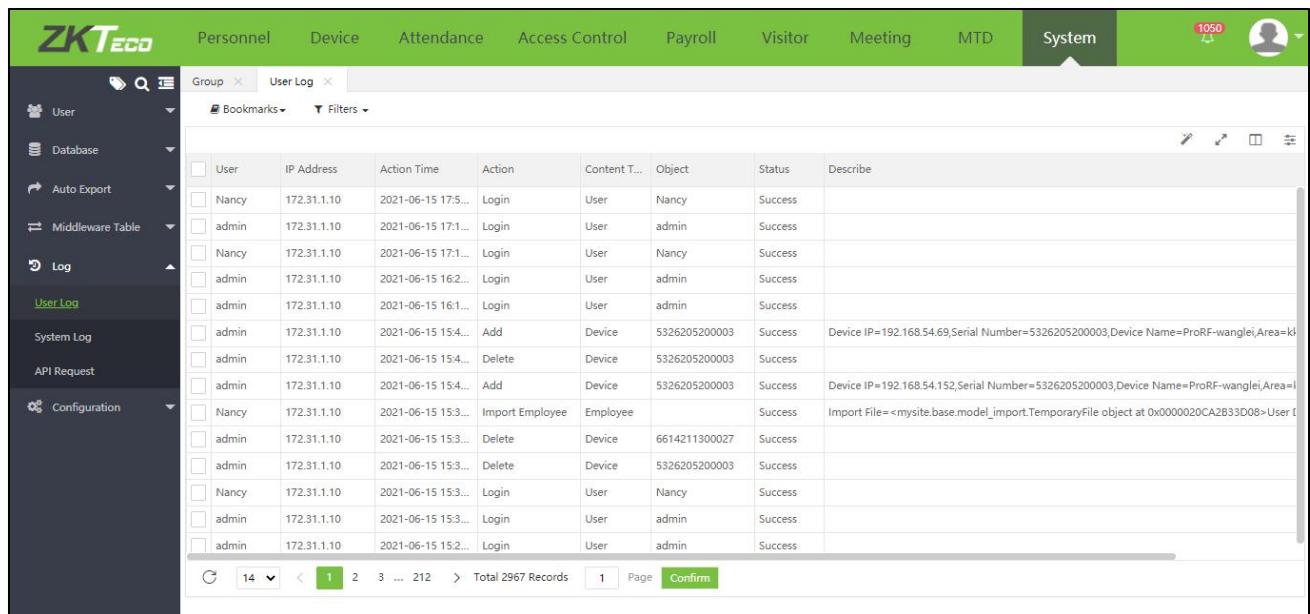 ZKTeco Personnel Device Attendance Access Control Payroll Visitor Meeting MTD System 1050
Group User Log
User
Database
Auto Export
Middleware Table
Log
User Log
System Log
API Request
Configuration
Bookmarks Filters
User IP Address Action Time Action Content T... Object Status Describe
Nancy 172.31.1.10 2021-06-15 17:5... Login User Nancy Success
admin 172.31.1.10 2021-06-15 17:1... Login User admin Success
Nancy 172.31.1.10 2021-06-15 17:1... Login User Nancy Success
admin 172.31.1.10 2021-06-15 16:2... Login User admin Success
admin 172.31.1.10 2021-06-15 16:1... Login User admin Success
admin 172.31.1.10 2021-06-15 15:4... Add Device 5326205200003 Success Device IP=192.168.54.69,Serial Number=5326205200003,Device Name=ProRF-wanglei,Area=kk
admin 172.31.1.10 2021-06-15 15:4... Delete Device 5326205200003 Success
admin 172.31.1.10 2021-06-15 15:4... Add Device 5326205200003 Success Device IP=192.168.54.152,Serial Number=5326205200003,Device Name=ProRF-wanglei,Area=
Nancy 172.31.1.10 2021-06-15 15:3... Import Employee Employee Success Import File=<mysite.base.model_import.TemporaryFile object at 0x0000020CA2B33D08>User
admin 172.31.1.10 2021-06-15 15:3... Delete Device 6614211300027 Success
admin 172.31.1.10 2021-06-15 15:3... Delete Device 5326205200003 Success
Nancy 172.31.1.10 2021-06-15 15:3... Login User Nancy Success
admin 172.31.1.10 2021-06-15 15:3... Login User admin Success
admin 172.31.1.10 2021-06-15 15:2... Login User admin Success
14 < 1 2 3 ... 212 > Total 2967 Records 1 Page Confirm